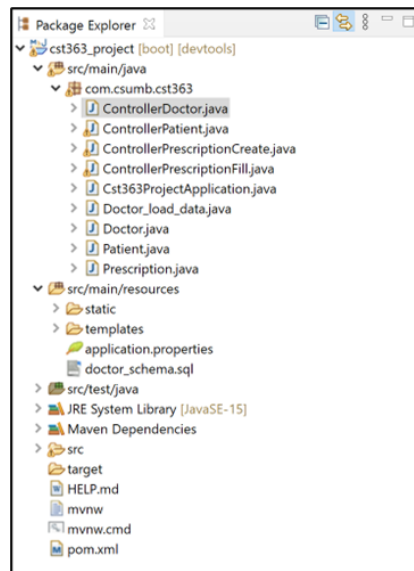 Package Explorer
cst363_project [boot] [devtools]
src/main/java
com.csumb.cst363
ControllerDoctor.java
ControllerPatient.java
ControllerPrescriptionCreate.java
ControllerPrescriptionFill.java
Cst363ProjectApplication.java
Doctor_load_data.java
Doctor.java
Patient.java
Prescription.java
src/main/resources
static
templates
application.properties
doctor_schema.sql
src/test/java
JRE System Library [JavaSE-15]
Maven Dependencies
src
target
HELP.md
mvnw
mvnw.cmd
pom.xml